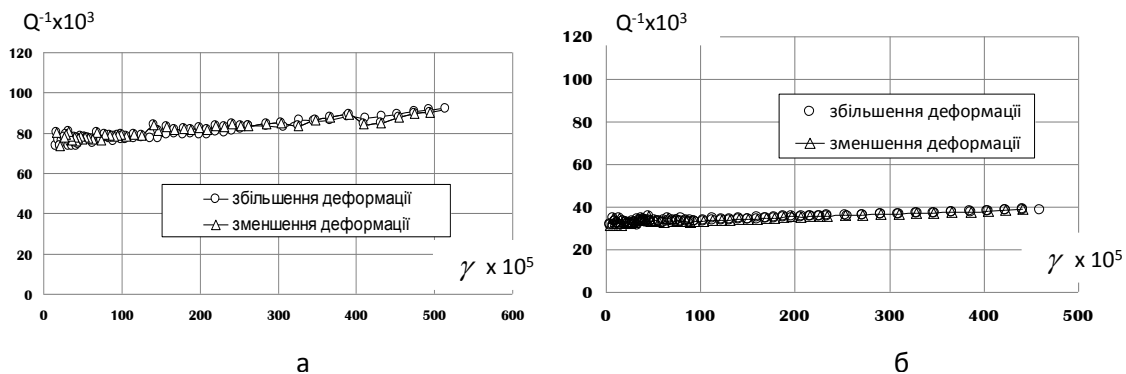 Q⁻¹x10³
120
100
80
60
40
20
0
збільшення деформації
зменшення деформації
γ x 10⁵
0 100 200 300 400 500 600
а
Q⁻¹x10³
120
100
80
60
40
20
0
збільшення деформації
зменшення деформації
γ x 10⁵
0 100 200 300 400 500
б